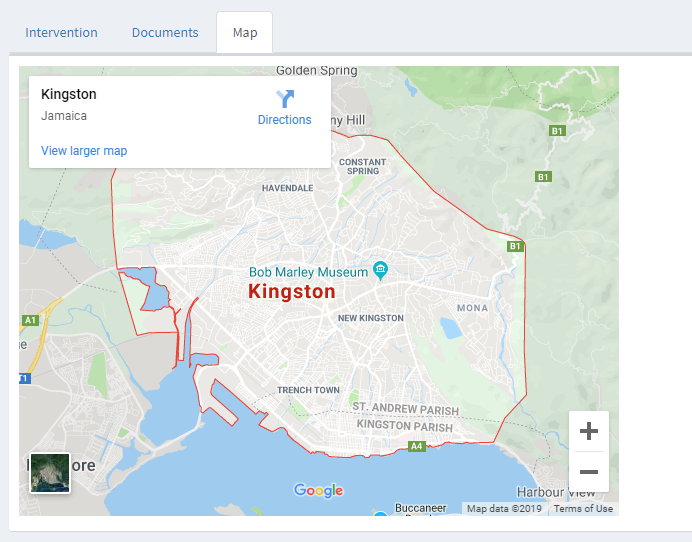 Intervention
Documents
Map
Golden Spring
Kingston
Jamaica
Directions
View larger map
ny Hill
B1
CONSTANT
SPRING
B1
HAVENDALE
B1
Bob Marley Museum
Kingston
MONA
NEW KINGSTON
A1
TRENCH TOWN
ST. ANDREW PARISH
KINGSTON PARISH
A4
ore
Google
Harbour View
Buccaneer
Map data ©2019
Terms of Use